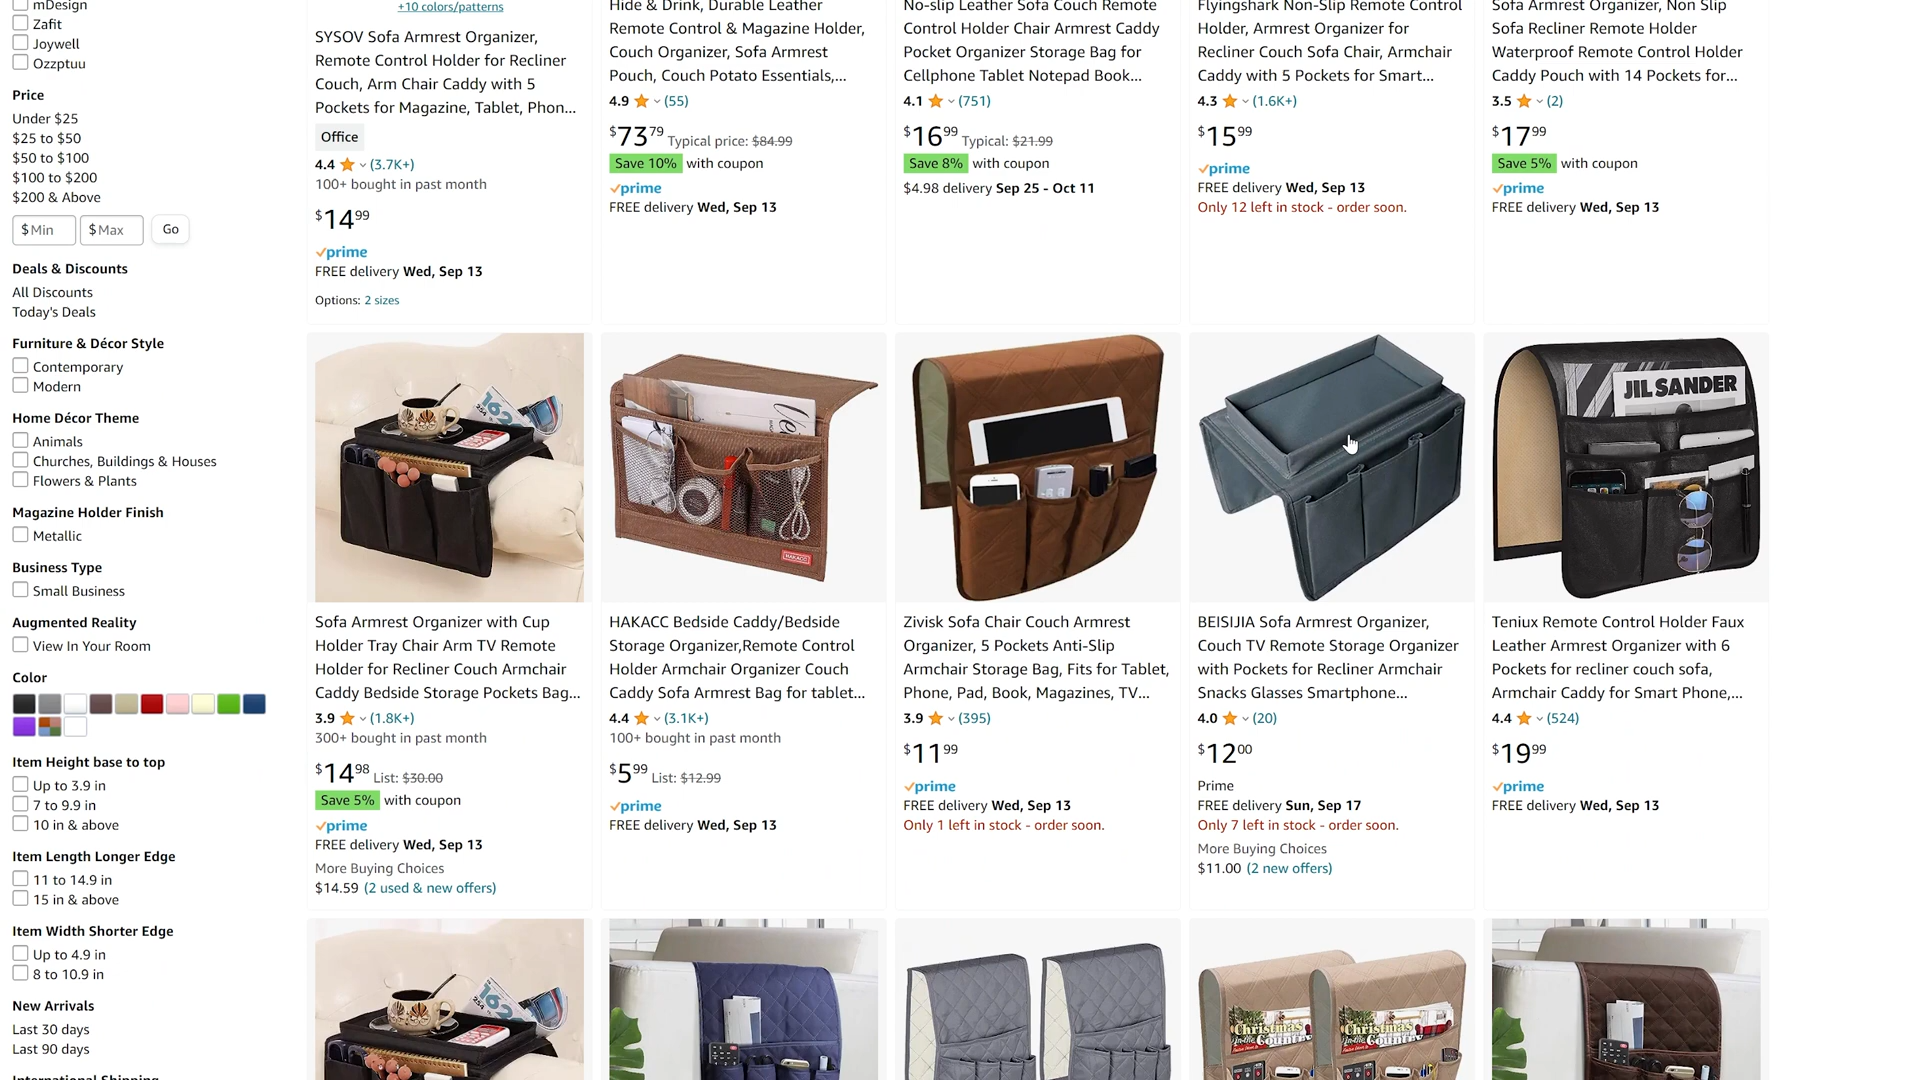 mDesign
Zafit
Joywell
Ozzptuu
Price
Under $25
$25 to $50
$50 to $100
$100 to $200
$200 & Above
$ Min
$ Max
Go
Deals & Discounts
All Discounts
Today's Deals
Furniture & Décor Style
Contemporary
Modern
Home Décor Theme
Animals
Churches, Buildings & Houses
Flowers & Plants
Magazine Holder Finish
Metallic
Business Type
Small Business
Augmented Reality
View In Your Room
Color
Item Height base to top
Up to 3.9 in
7 to 9.9 in
10 in & above
Item Length Longer Edge
11 to 14.9 in
15 in & above
Item Width Shorter Edge
Up to 4.9 in
8 to 10.9 in
New Arrivals
Last 30 days
Last 90 days
International Shipping
+10 colors/patterns
SYSOV Sofa Armrest Organizer,
Remote Control Holder for Recliner
Couch, Arm Chair Caddy with 5
Pockets for Magazine, Tablet, Phon...
Office
4.4 (3.7K+)
100+ bought in past month
$14.99
prime
FREE delivery Wed, Sep 13
Options: 2 sizes
Hide & Drink, Durable Leather
Remote Control & Magazine Holder,
Couch Organizer, Sofa Armrest
Pouch, Couch Potato Essentials,...
4.9 (55)
$73.79 Typical price: $84.99
Save 10% with coupon
prime
FREE delivery Wed, Sep 13
No-slip Leather Sofa Couch Remote
Control Holder Chair Armrest Caddy
Pocket Organizer Storage Bag for
Cellphone Tablet Notepad Book...
4.1 (751)
$16.99 Typical: $21.99
Save 8% with coupon
$4.98 delivery Sep 25 - Oct 11
Flyingshark Non-Slip Remote Control
Holder, Armrest Organizer for
Recliner Couch Sofa Chair, Armchair
Caddy with 5 Pockets for Smart...
4.3 (1.6K+)
$15.99
prime
FREE delivery Wed, Sep 13
Only 12 left in stock - order soon.
Sofa Armrest Organizer, Non Slip
Sofa Recliner Remote Holder
Waterproof Remote Control Holder
Caddy Pouch with 14 Pockets for...
3.5 (2)
$17.99
Save 5% with coupon
prime
FREE delivery Wed, Sep 13
162
254
HAKACC
JIL SANDER
Sofa Armrest Organizer with Cup
Holder Tray Chair Arm TV Remote
Holder for Recliner Couch Armchair
Caddy Bedside Storage Pockets Bag...
3.9 (1.8K+)
300+ bought in past month
$14.98 List: $30.00
Save 5% with coupon
prime
FREE delivery Wed, Sep 13
More Buying Choices
$14.59 (2 used & new offers)
HAKACC Bedside Caddy/Bedside
Storage Organizer,Remote Control
Holder Armchair Organizer Couch
Caddy Sofa Armrest Bag for tablet...
4.4 (3.1K+)
100+ bought in past month
$5.99 List: $12.99
prime
FREE delivery Wed, Sep 13
Zivisk Sofa Chair Couch Armrest
Organizer, 5 Pockets Anti-Slip
Armchair Storage Bag, Fits for Tablet,
Phone, Pad, Book, Magazines, TV...
3.9 (395)
$11.99
prime
FREE delivery Wed, Sep 13
Only 1 left in stock - order soon.
BEISIJIA Sofa Armrest Organizer,
Couch TV Remote Storage Organizer
with Pockets for Recliner Armchair
Snacks Glasses Smartphone...
4.0 (20)
$12.00
Prime
FREE delivery Sun, Sep 17
Only 7 left in stock - order soon.
More Buying Choices
$11.00 (2 new offers)
Teniux Remote Control Holder Faux
Leather Armrest Organizer with 6
Pockets for recliner couch sofa,
Armchair Caddy for Smart Phone,...
4.4 (524)
$19.99
prime
FREE delivery Wed, Sep 13
162
254
Christmas
in the Country
Christmas
in the Country